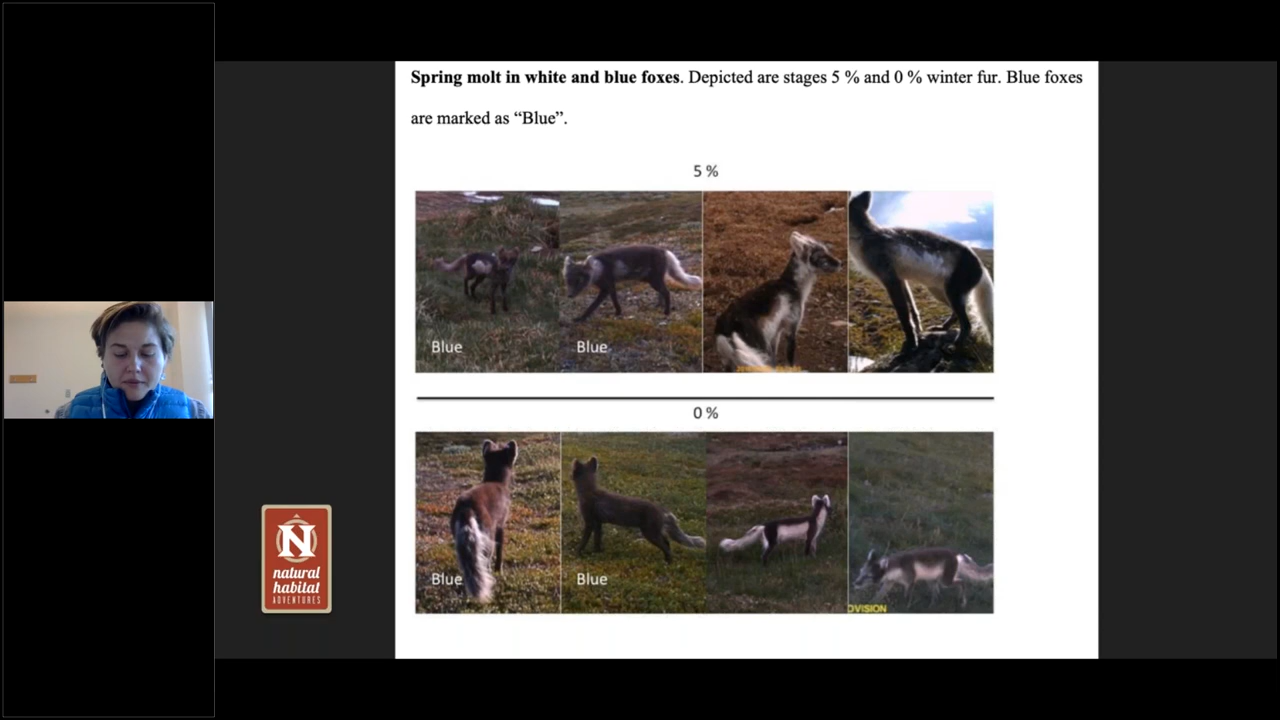 Spring molt in white and blue foxes. Depicted are stages 5 % and 0 % winter fur. Blue foxes
are marked as “Blue”.
5 %
Blue
Blue
0 %
Blue
Blue
OVISION
N
natural
habitat
ADVENTURES